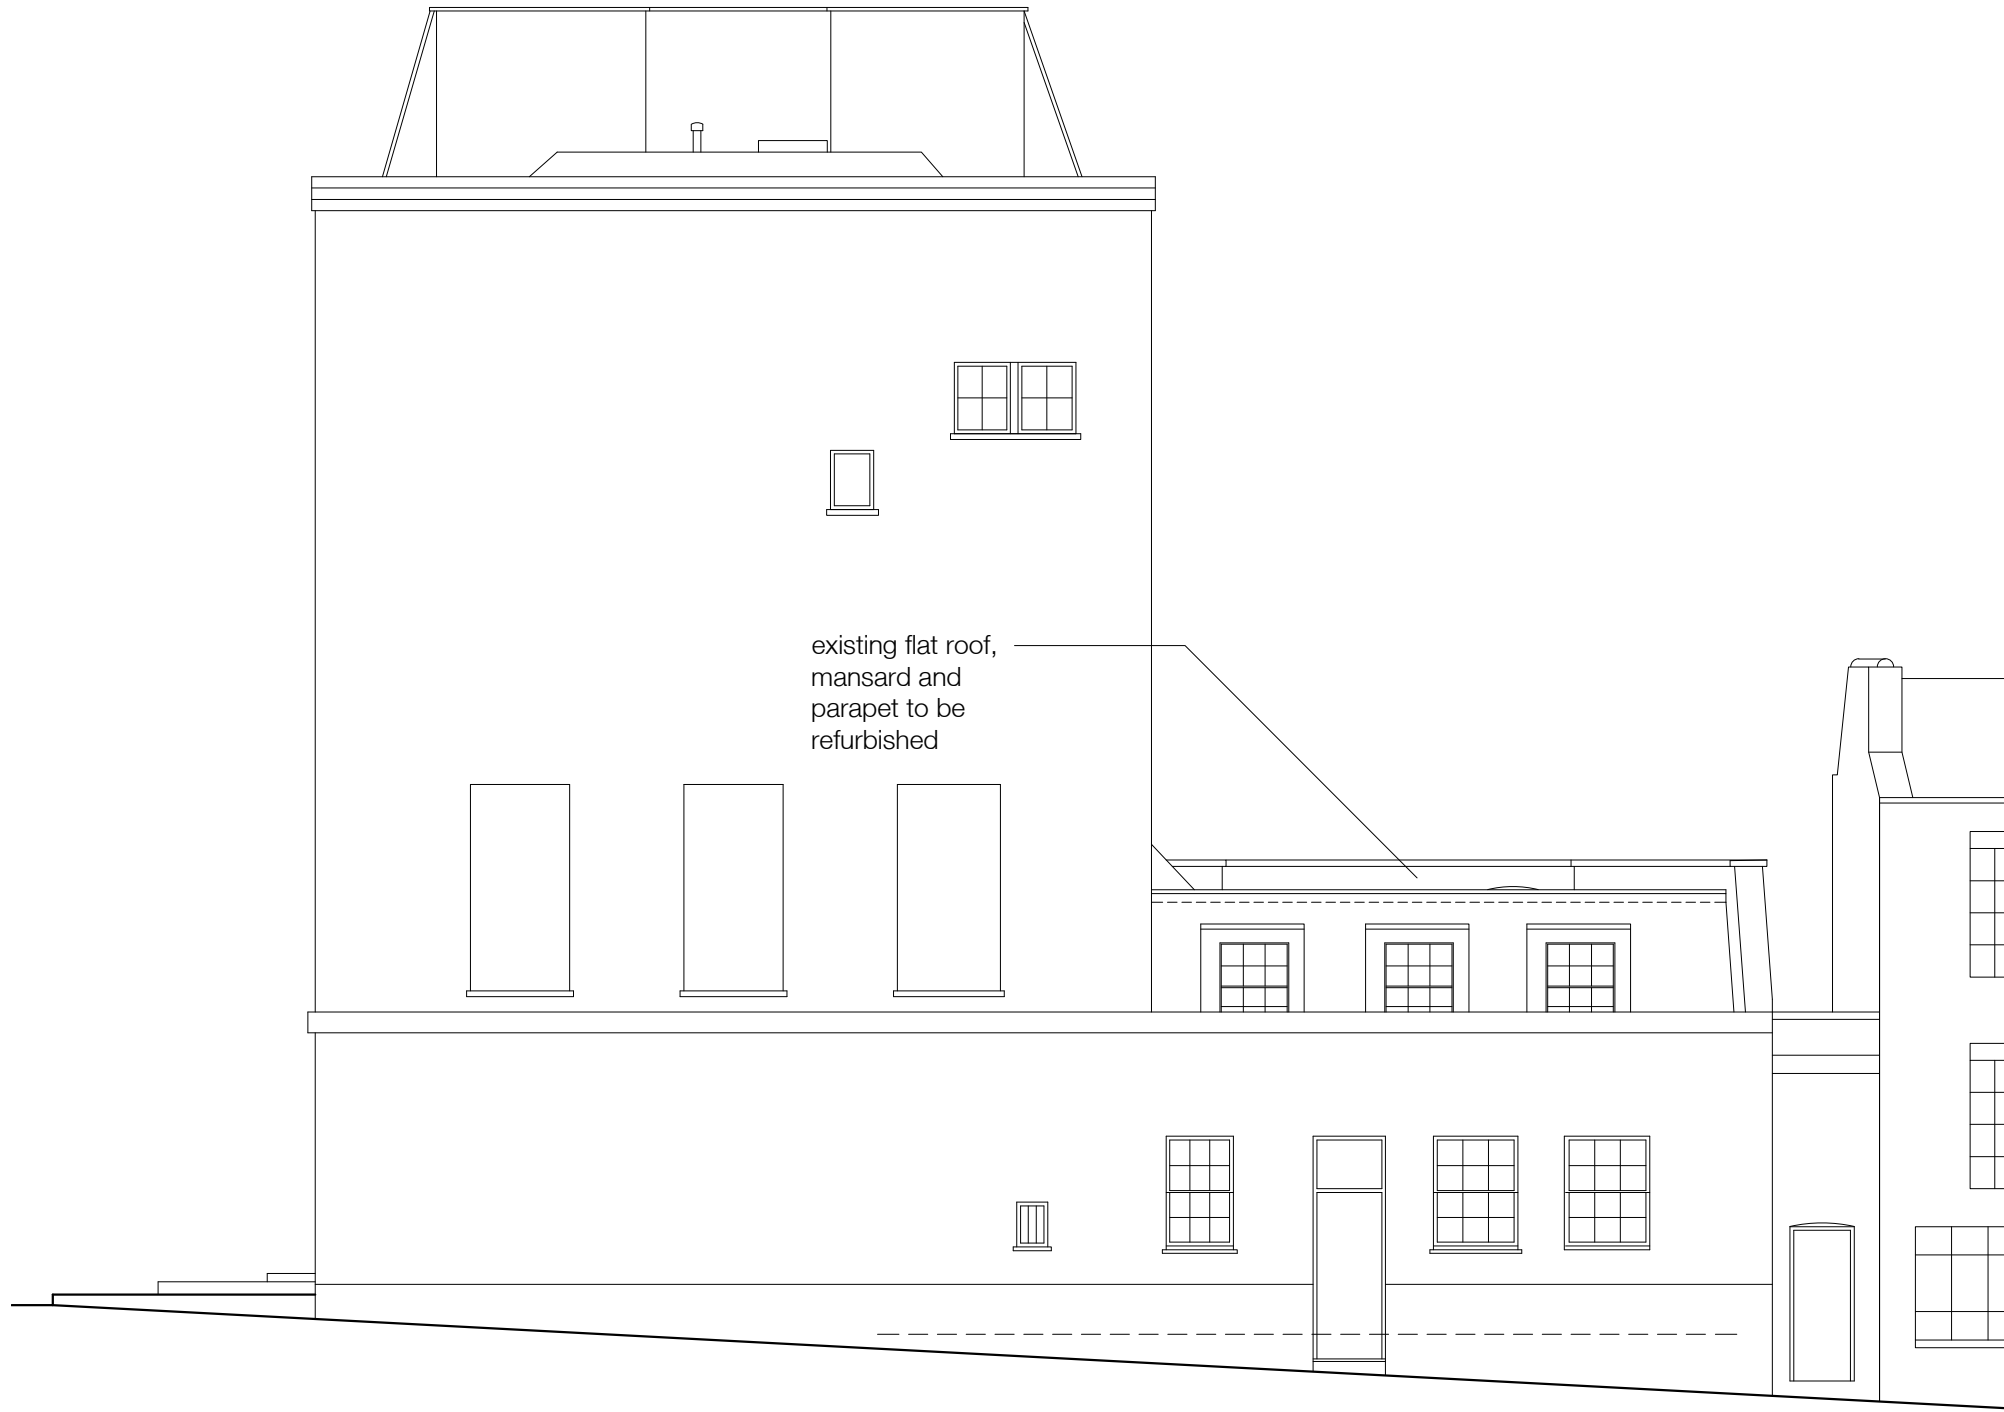 existing flat roof,
mansard and
parapet to be
refurbished